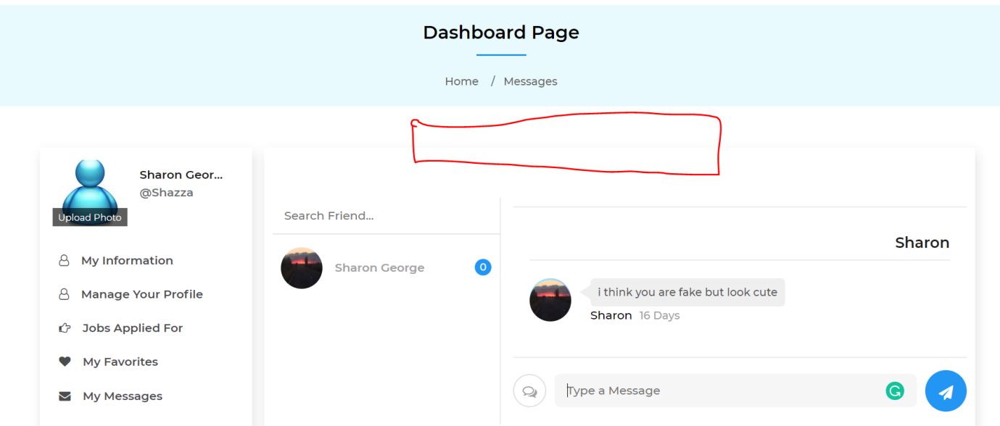 Dashboard Page
Home / Messages
Sharon Geor...
@Shazza
Upload Photo
My Information
Manage Your Profile
Jobs Applied For
My Favorites
My Messages
Search Friend...
Sharon George 0
Sharon
i think you are fake but look cute
Sharon 16 Days
Type a Message